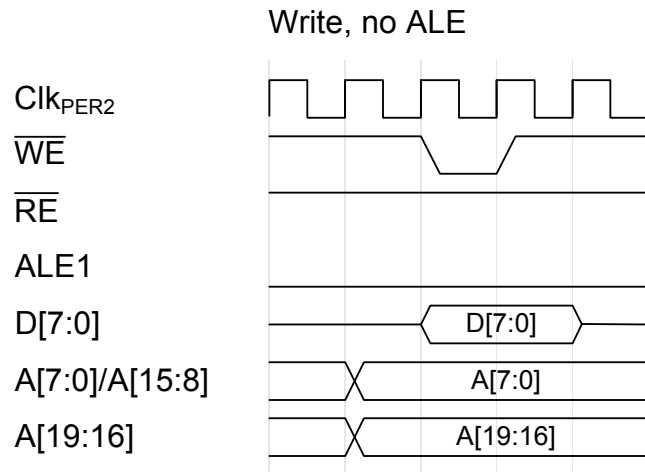 Write, no ALE
ClkPER2
WE
RE
ALE1
D[7:0] D[7:0]
A[7:0]/A[15:8] A[7:0]
A[19:16] A[19:16]